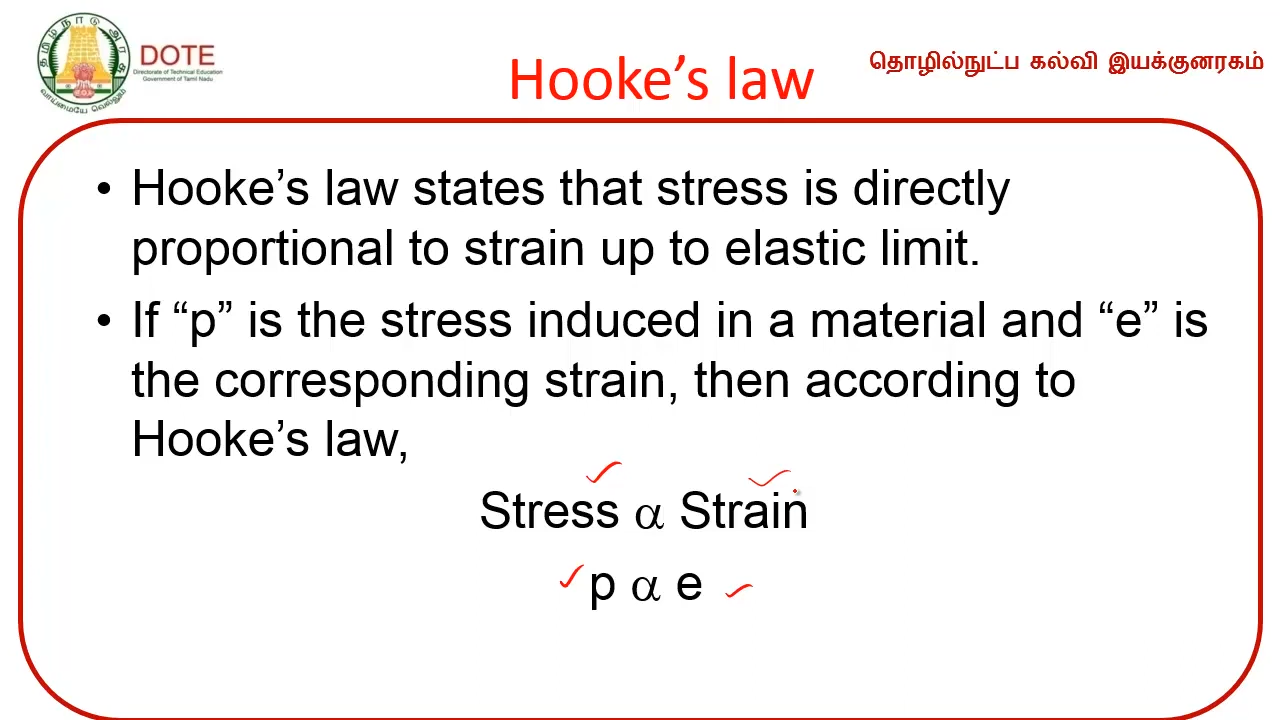 தமிழ்நாடு அரசு
வாய்மையே வெல்லும்
DOTE
Directorate of Technical Education
Government of Tamil Nadu
Hooke’s law
தொழில்நுட்ப கல்வி இயக்குனரகம்
• Hooke’s law states that stress is directly
proportional to strain up to elastic limit.
• If “p” is the stress induced in a material and “e” is
the corresponding strain, then according to
Hooke’s law,
Stress α Strain
p α e